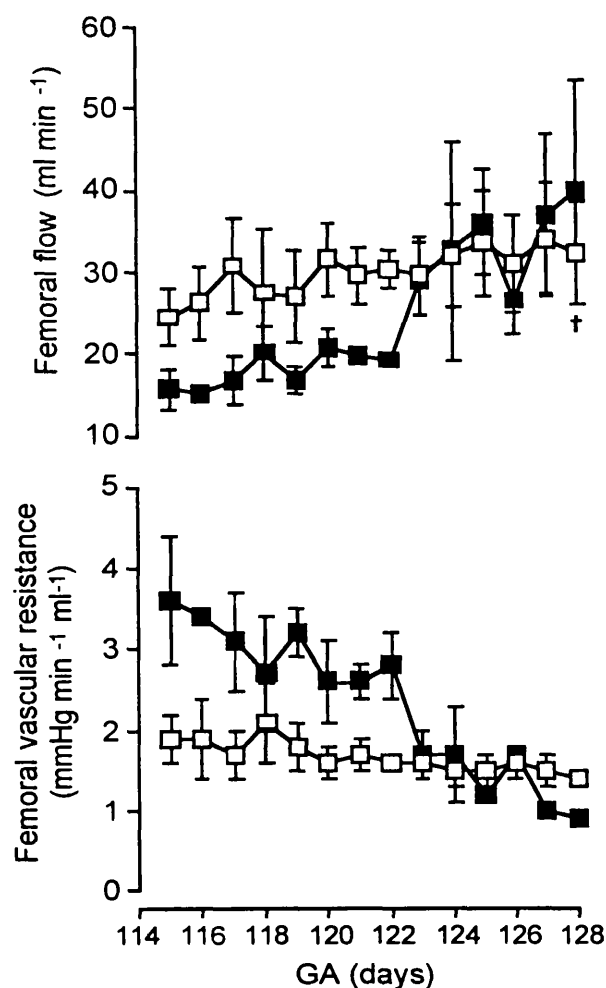 Femoral flow (ml min -1)
60
50
40
30
20
10
†
Femoral vascular resistance
(mmHg min -1 ml-1)
5
4
3
2
1
0
114 116 118 120 122 124 126 128
GA (days)